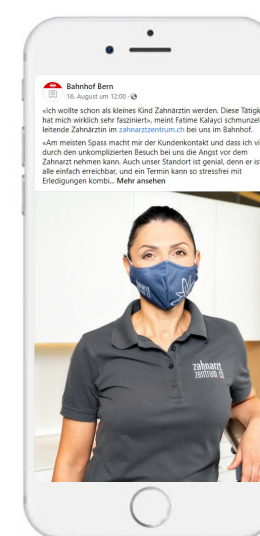 Bahnhof Bern
16. August um 12:00 ·
«Ich wollte schon als kleines Kind Zahnärztin werden. Diese Tätigk
hat mich wirklich sehr fasziniert», meint Fatime Kalayci schmunzel
leitende Zahnärztin im zahnarztzentrum.ch bei uns im Bahnhof.
«Am meisten Spass macht mir der Kundenkontakt und dass ich vi
durch den unkomplizierten Besuch bei uns die Angst vor dem
Zahnarzt nehmen kann. Auch unser Standort ist genial, denn er is
alle einfach erreichbar, und ein Termin kann so stressfrei mit
Erledigungen kombi... Mehr ansehen
zahnarzt
zentrum.ch